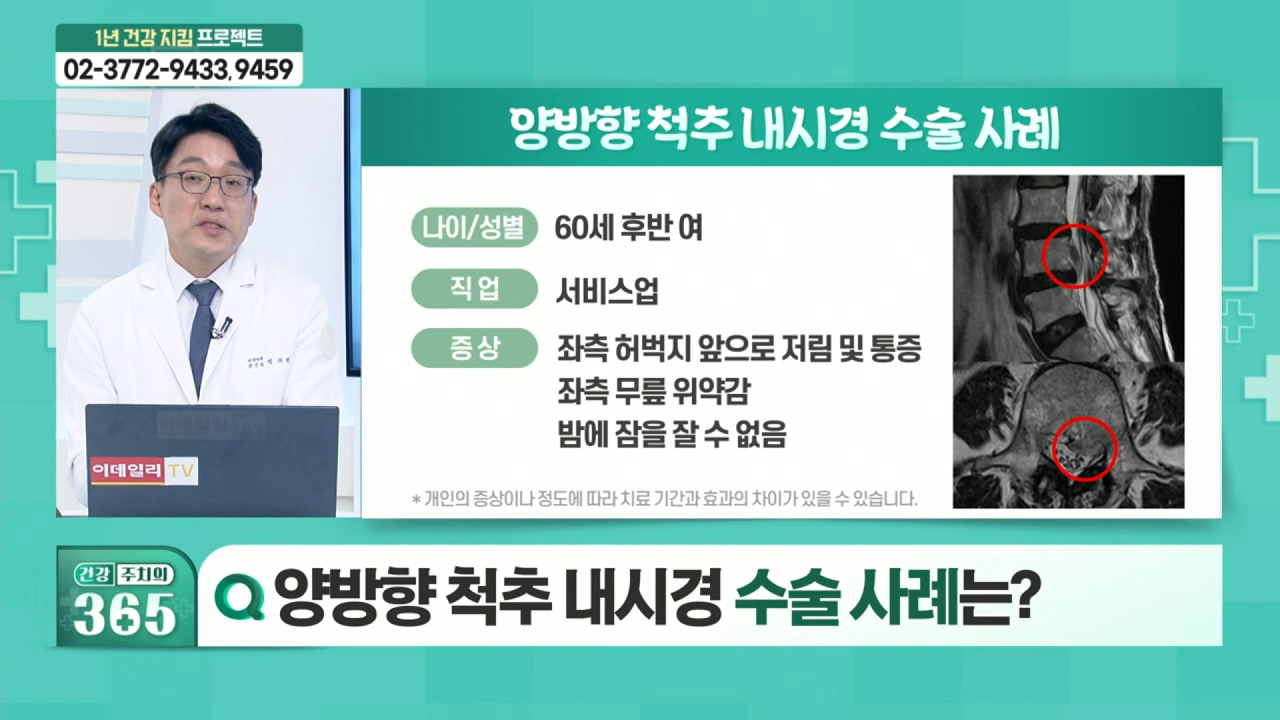 1년 건강 지킴 프로젝트
02-3772-9433, 9459
양방향 척추 내시경 수술 사례
나이/성별 60세 후반 여
직업 서비스업
증상 좌측 허벅지 앞으로 저림 및 통증
좌측 무릎 위약감
밤에 잠을 잘 수 없음
* 개인의 증상이나 정도에 따라 치료 기간과 효과의 차이가 있을 수 있습니다.
이데일리TV
이데일리 TV
건강 주치의
365
Q 양방향 척추 내시경 수술 사례는?